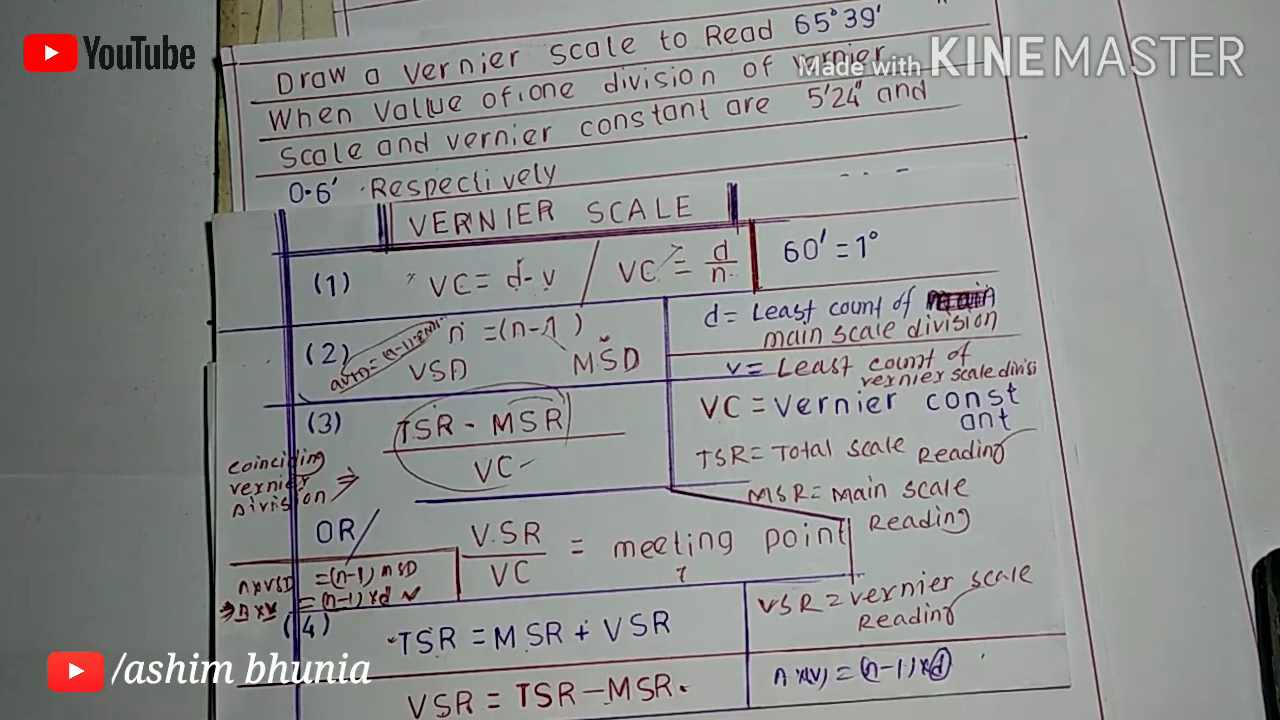 YouTube
Made with KINEMASTER
Draw a vernier scale to Read 65°39'
When value of one division of vernier
scale and vernier constant are 5'24" and
0.6' Respectively
VERNIER SCALE
(1) VC = d-v / VC = d/n 60' = 1°
d = Least count of main
main scale division
(2) n = (n-1)
VSD MSD
v = Least count of
vernier scale divisi
(3) TSR - MSR
VC
VC = Vernier const
ant
coinciding
vernier
Division ⇒
TSR = Total scale Reading
MSR = Main scale
Reading
OR/ V.SR/VC = meeting point
n×VSD = (n-1) MSD
n×v = (n-1)×d
VSR = vernier scale
Reading
(4) TSR = MSR + VSR
n×(v) = (n-1)×d
VSR = TSR - MSR.
/ashim bhunia